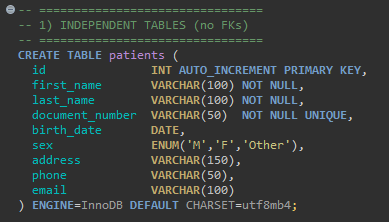 -- ================================
-- 1) INDEPENDENT TABLES (no FKs)
-- ================================
CREATE TABLE patients (
  id               INT AUTO_INCREMENT PRIMARY KEY,
  first_name       VARCHAR(100) NOT NULL,
  last_name        VARCHAR(100) NOT NULL,
  document_number  VARCHAR(50)  NOT NULL UNIQUE,
  birth_date       DATE,
  sex              ENUM('M','F','Other'),
  address          VARCHAR(150),
  phone            VARCHAR(50),
  email            VARCHAR(100)
) ENGINE=InnoDB DEFAULT CHARSET=utf8mb4;